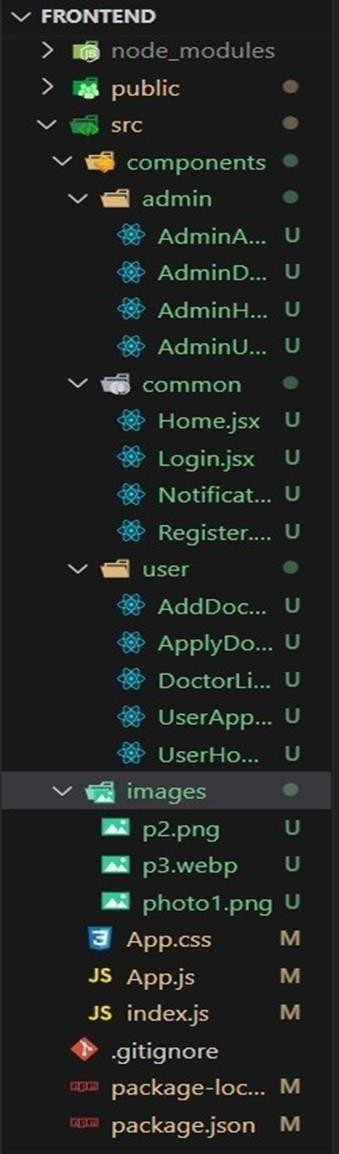 FRONTEND
node_modules
public
src
components
admin
AdminA... U
AdminD... U
AdminH... U
AdminU... U
common
Home.jsx U
Login.jsx U
Notificat... U
Register.... U
user
AddDoc... U
ApplyDo... U
DoctorLi... U
UserApp... U
UserHo... U
images
p2.png U
p3.webp U
photo1.png U
App.css M
JS App.js M
JS index.js M
.gitignore
package-loc... M
package.json M